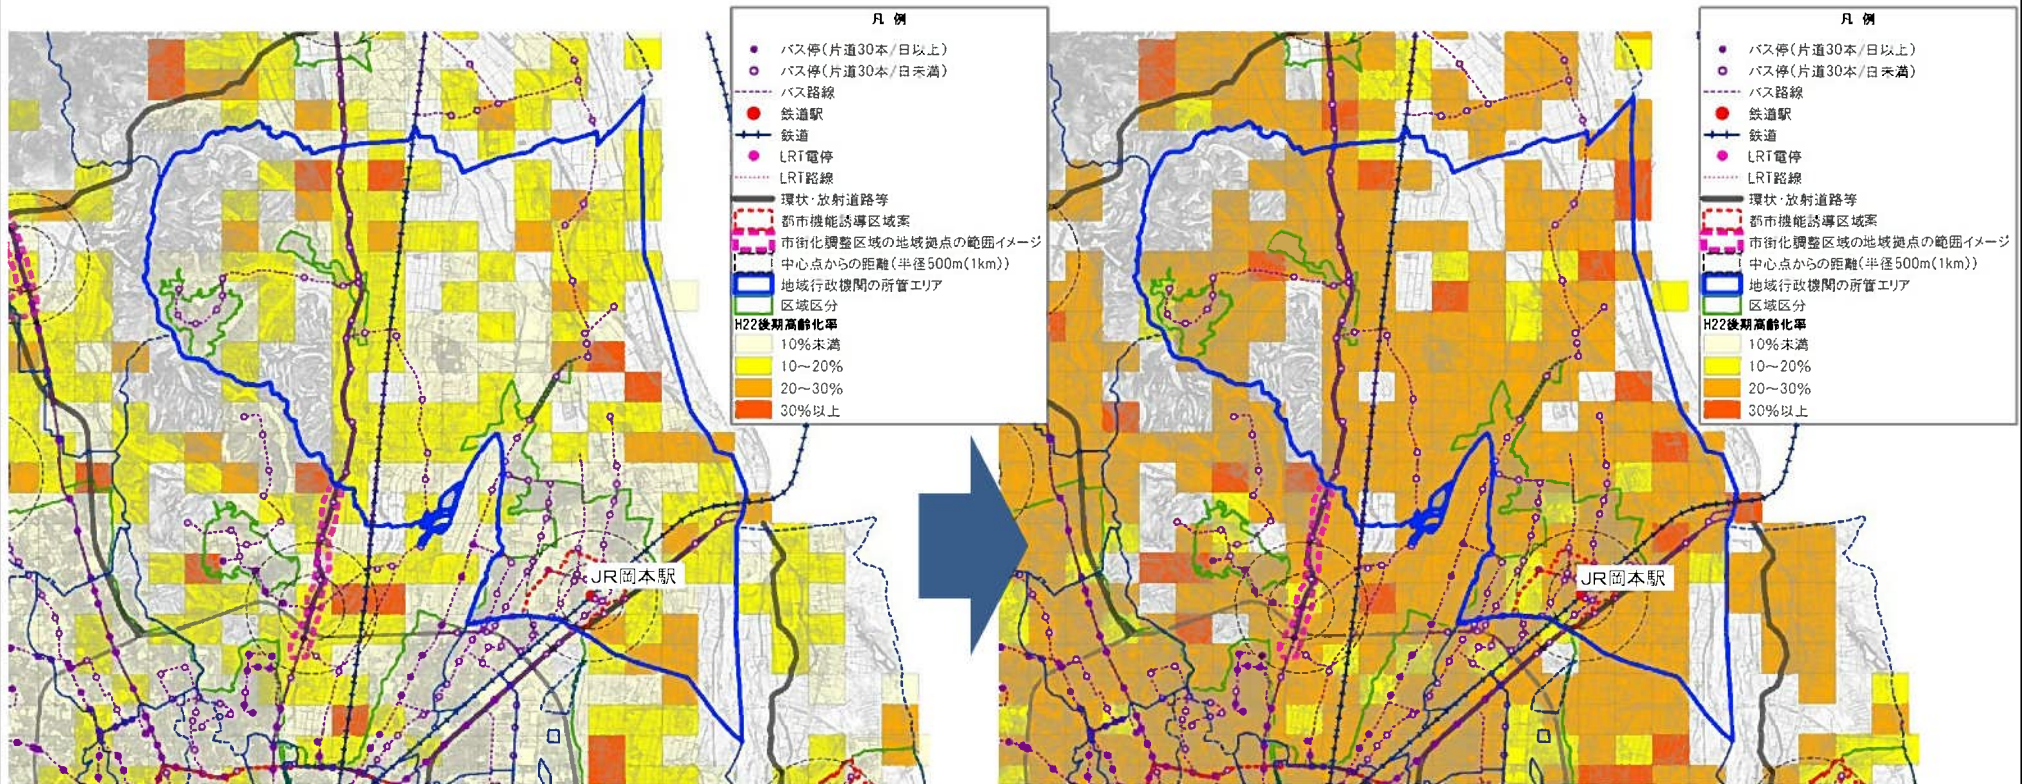 凡 例
バス停(片道30本/日以上)
バス停(片道30本/日未満)
バス路線
鉄道駅
鉄道
LRT電停
LRT路線
環状・放射道路等
都市機能誘導区域案
市街化調整区域の地域拠点の範囲イメージ
中心点からの距離(半径500m(1km))
地域行政機関の所管エリア
区域区分
H22後期高齢化率
10%未満
10～20%
20～30%
30%以上
JR岡本駅
凡 例
バス停(片道30本/日以上)
バス停(片道30本/日未満)
バス路線
鉄道駅
鉄道
LRT電停
LRT路線
環状・放射道路等
都市機能誘導区域案
市街化調整区域の地域拠点の範囲イメージ
中心点からの距離(半径500m(1km))
地域行政機関の所管エリア
区域区分
H22後期高齢化率
10%未満
10～20%
20～30%
30%以上
JR岡本駅